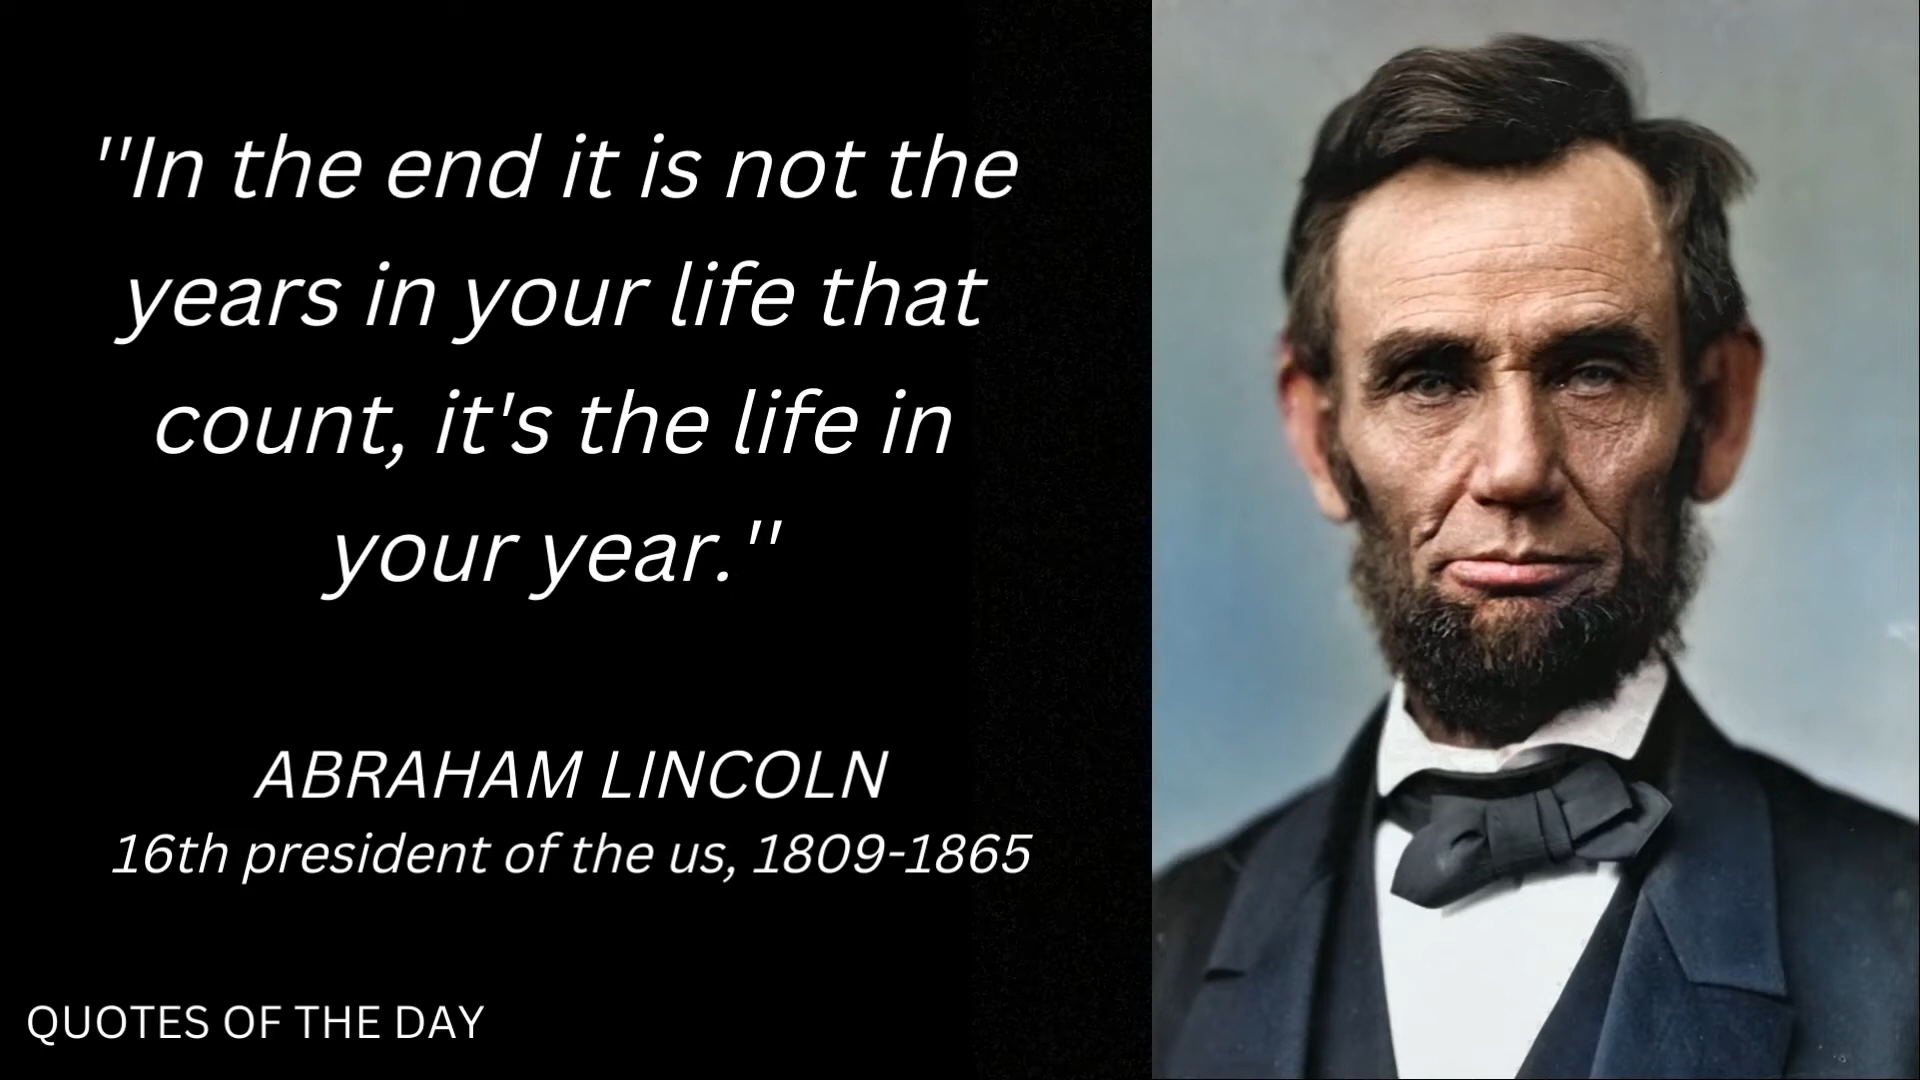 "In the end it is not the
years in your life that
count, it's the life in
your year."
ABRAHAM LINCOLN
16th president of the us, 1809-1865
QUOTES OF THE DAY